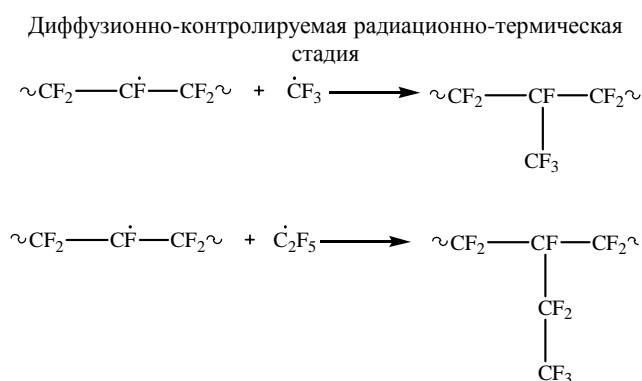 Диффузионно-контролируемая радиационно-термическая
стадия
~CF₂—CḞ—CF₂~ + ĊF₃ → ~CF₂—CF—CF₂~
CF₃
~CF₂—CḞ—CF₂~ + Ċ₂F₅ → ~CF₂—CF—CF₂~
CF₂
CF₃